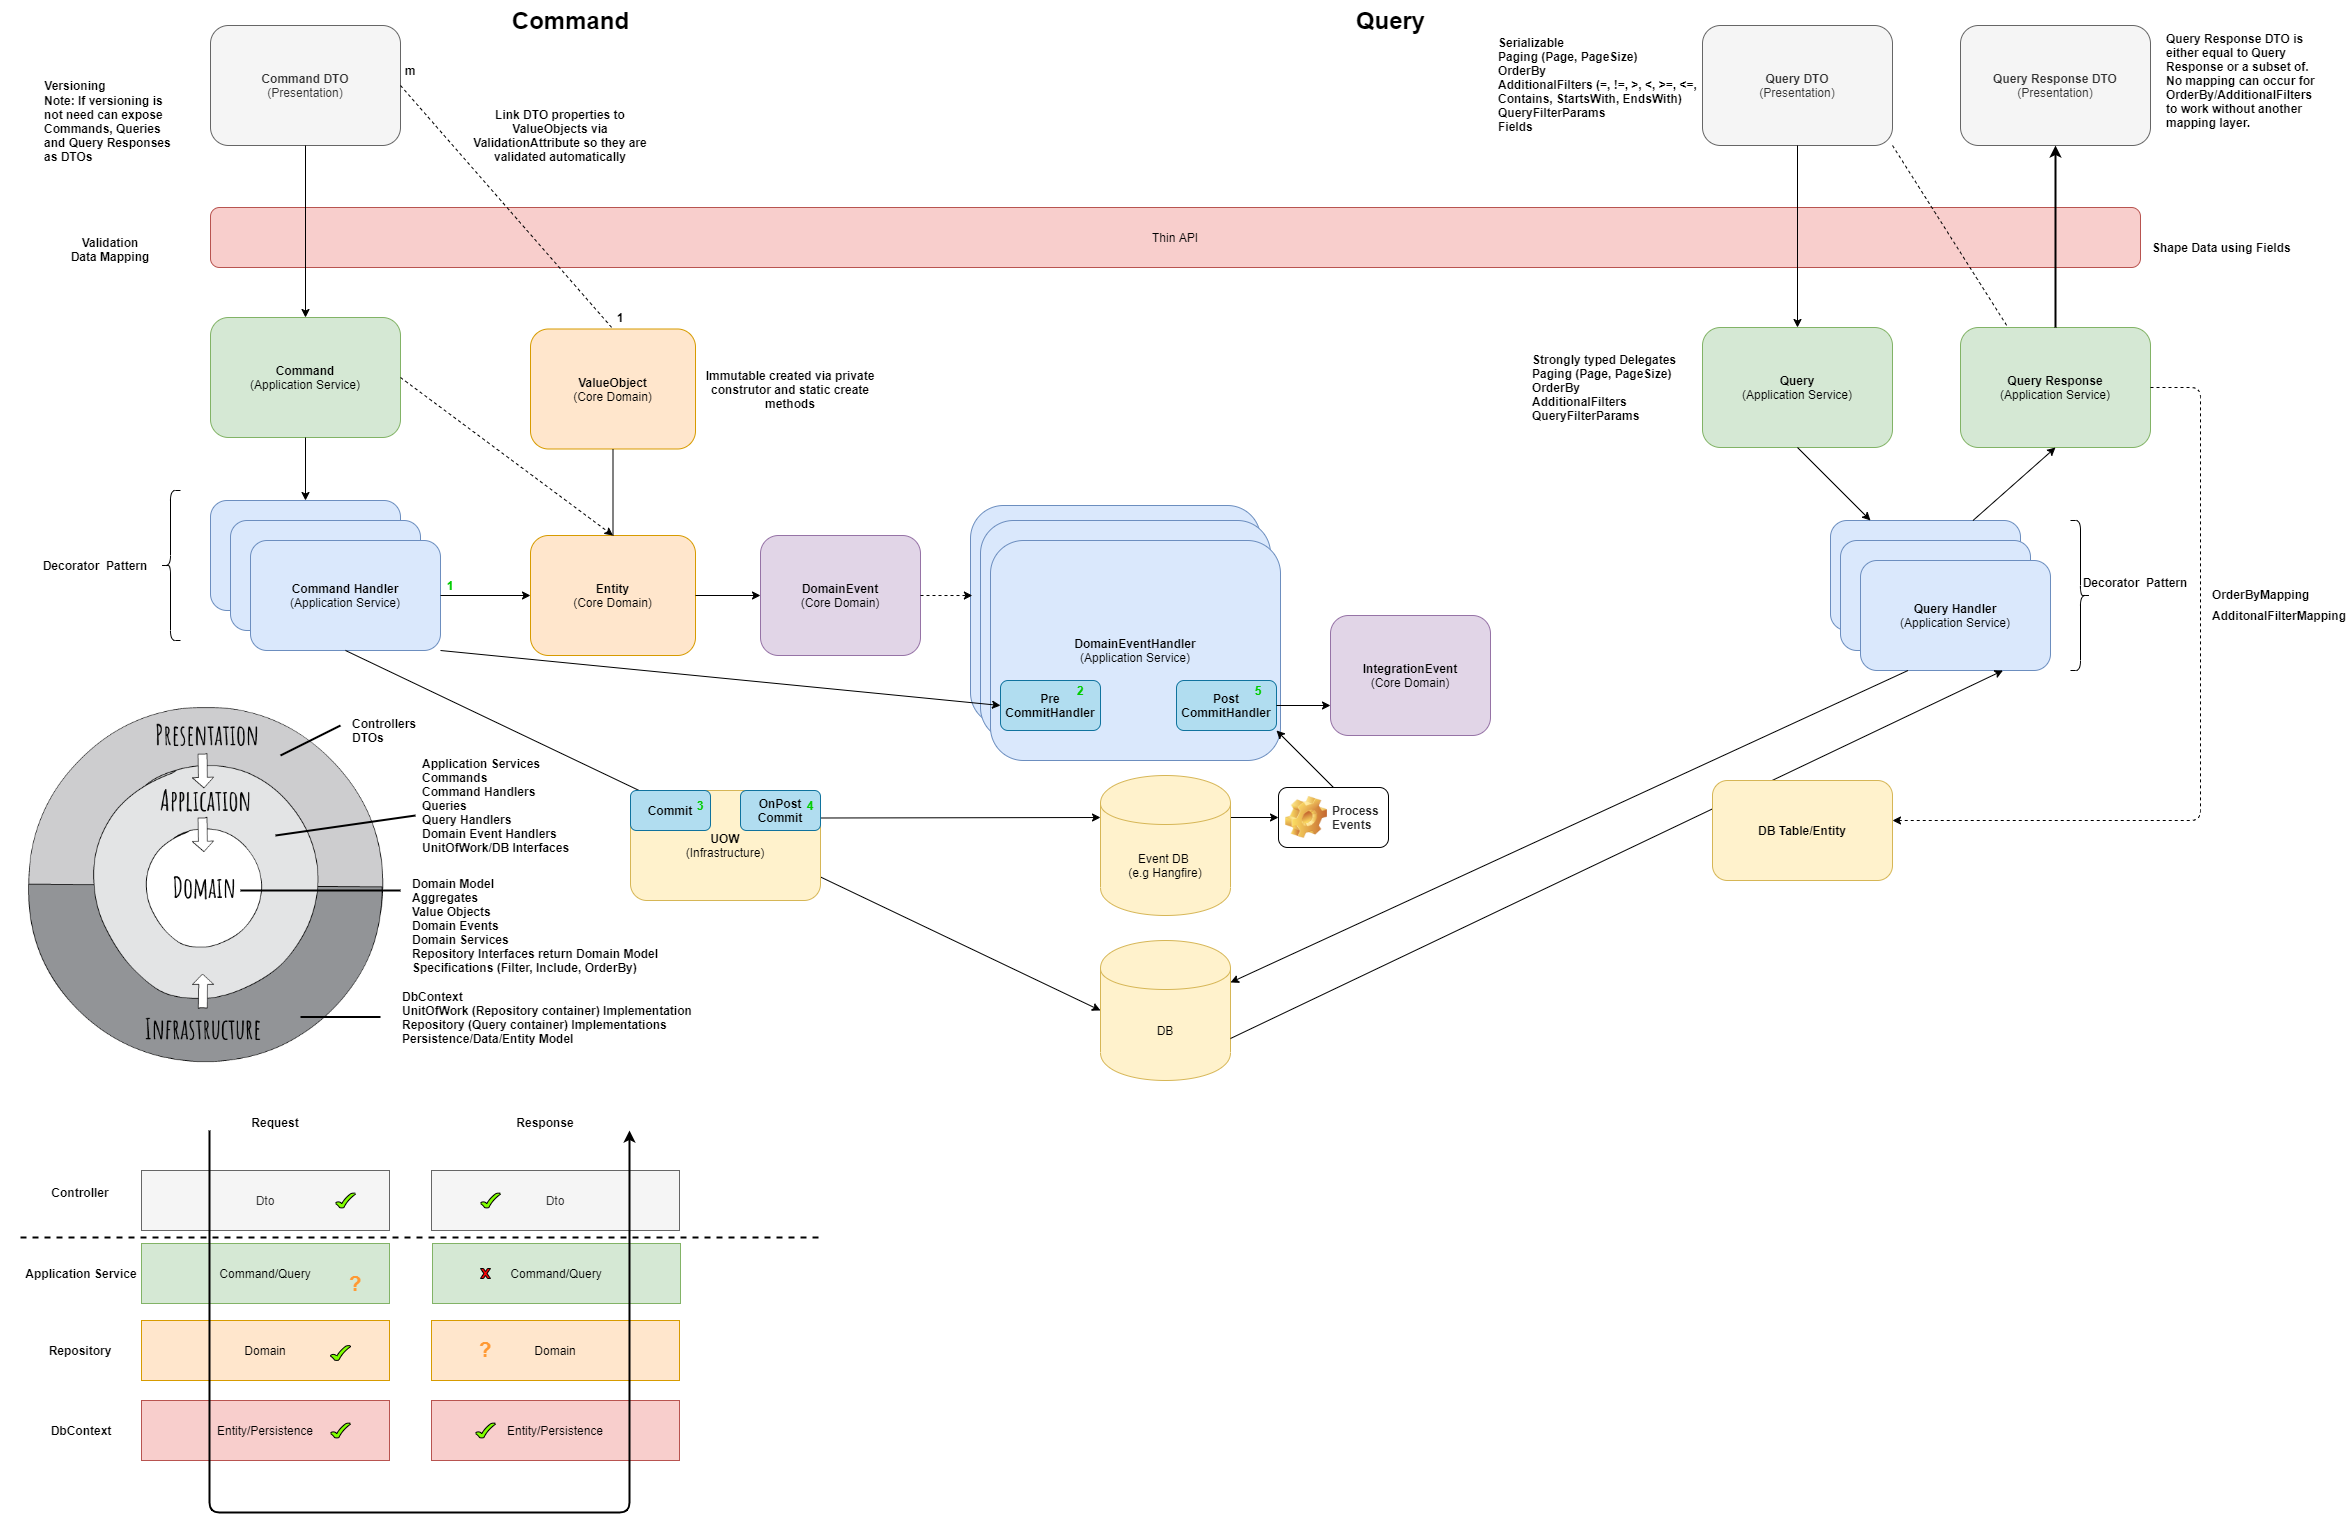 Command
Query
Command DTO
(Presentation)
m
Versioning
Note: If versioning is
not need can expose
Commands, Queries
and Query Responses
as DTOs
Link DTO properties to
ValueObjects via
ValidationAttribute so they are
validated automatically
Serializable
Paging (Page, PageSize)
OrderBy
AdditionalFilters (=, !=, >, <, >=, <=,
Contains, StartsWith, EndsWith)
QueryFilterParams
Fields
Query DTO
(Presentation)
Query Response DTO
(Presentation)
Query Response DTO is
either equal to Query
Response or a subset of.
No mapping can occur for
OrderBy/AdditionalFilters
to work without another
mapping layer.
Validation
Data Mapping
Thin API
Shape Data using Fields
Command
(Application Service)
1
ValueObject
(Core Domain)
Immutable created via private
construtor and static create
methods
Strongly typed Delegates
Paging (Page, PageSize)
OrderBy
AdditionalFilters
QueryFilterParams
Query
(Application Service)
Query Response
(Application Service)
Decorator Pattern
Command Handler
(Application Service)
1
Entity
(Core Domain)
DomainEvent
(Core Domain)
DomainEventHandler
(Application Service)
Pre
CommitHandler
2
Post
CommitHandler
5
IntegrationEvent
(Core Domain)
Query Handler
(Application Service)
Decorator Pattern
OrderByMapping
AdditonalFilterMapping
PRESENTATION
APPLICATION
DOMAIN
INFRASTRUCTURE
Controllers
DTOs
Application Services
Commands
Command Handlers
Queries
Query Handlers
Domain Event Handlers
UnitOfWork/DB Interfaces
Domain Model
Aggregates
Value Objects
Domain Events
Domain Services
Repository Interfaces return Domain Model
Specifications (Filter, Include, OrderBy)
DbContext
UnitOfWork (Repository container) Implementation
Repository (Query container) Implementations
Persistence/Data/Entity Model
Commit
3
OnPost
Commit
4
UOW
(Infrastructure)
Event DB
(e.g Hangfire)
Process
Events
DB Table/Entity
DB
Request
Response
Controller
Dto
Dto
Application Service
Command/Query
?
X
Command/Query
Repository
Domain
?
Domain
DbContext
Entity/Persistence
Entity/Persistence